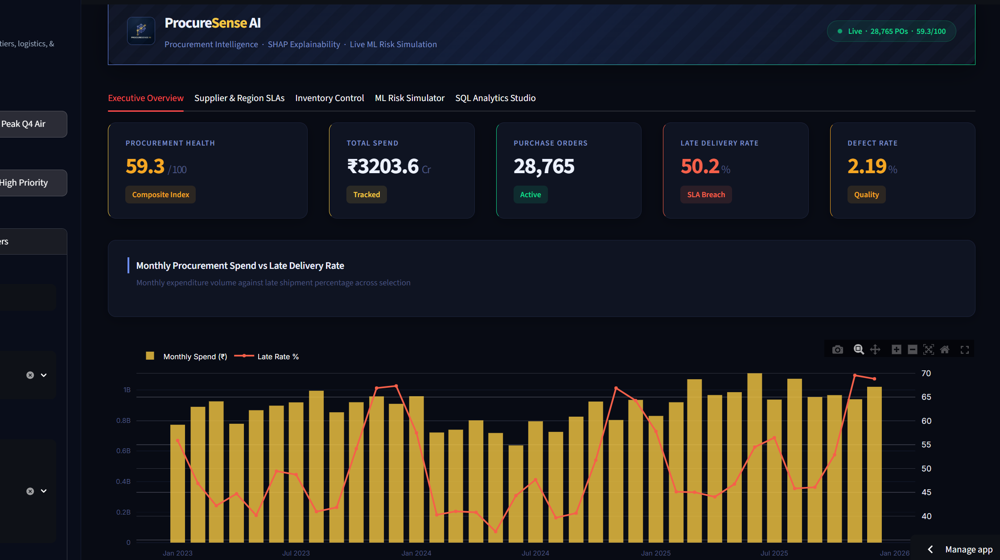 tiers, logistics, &
Peak Q4 Air
High Priority
ers
PROCURESENSE AI
ProcureSense AI
Procurement Intelligence · SHAP Explainability · Live ML Risk Simulation
Live · 28,765 POs · 59.3/100
Executive Overview
Supplier & Region SLAs
Inventory Control
ML Risk Simulator
SQL Analytics Studio
PROCUREMENT HEALTH
59.3 /100
Composite Index
TOTAL SPEND
₹3203.6 Cr
Tracked
PURCHASE ORDERS
28,765
Active
LATE DELIVERY RATE
50.2%
SLA Breach
DEFECT RATE
2.19%
Quality
Monthly Procurement Spend vs Late Delivery Rate
Monthly expenditure volume against late shipment percentage across selection
Monthly Spend (₹)
Late Rate %
1B
0.8B
0.6B
0.4B
0.2B
0
70
65
60
55
50
45
40
Jan 2023
Jul 2023
Jan 2024
Jul 2024
Jan 2025
Jul 2025
Jan 2026
Manage app